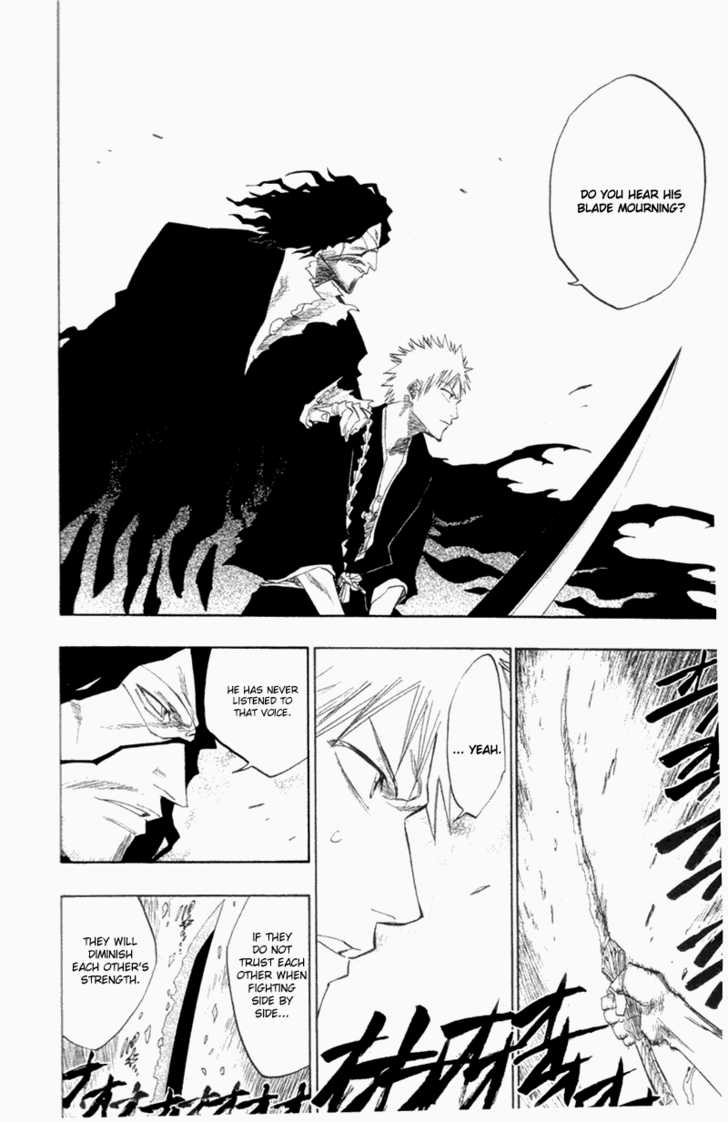 DO YOU HEAR HIS
BLADE MOURNING?
... YEAH.
HE HAS NEVER
LISTENED TO
THAT VOICE.
IF THEY
DO NOT
TRUST EACH
OTHER WHEN
FIGHTING
SIDE BY
SIDE...
THEY WILL
DIMINISH
EACH OTHER'S
STRENGTH.